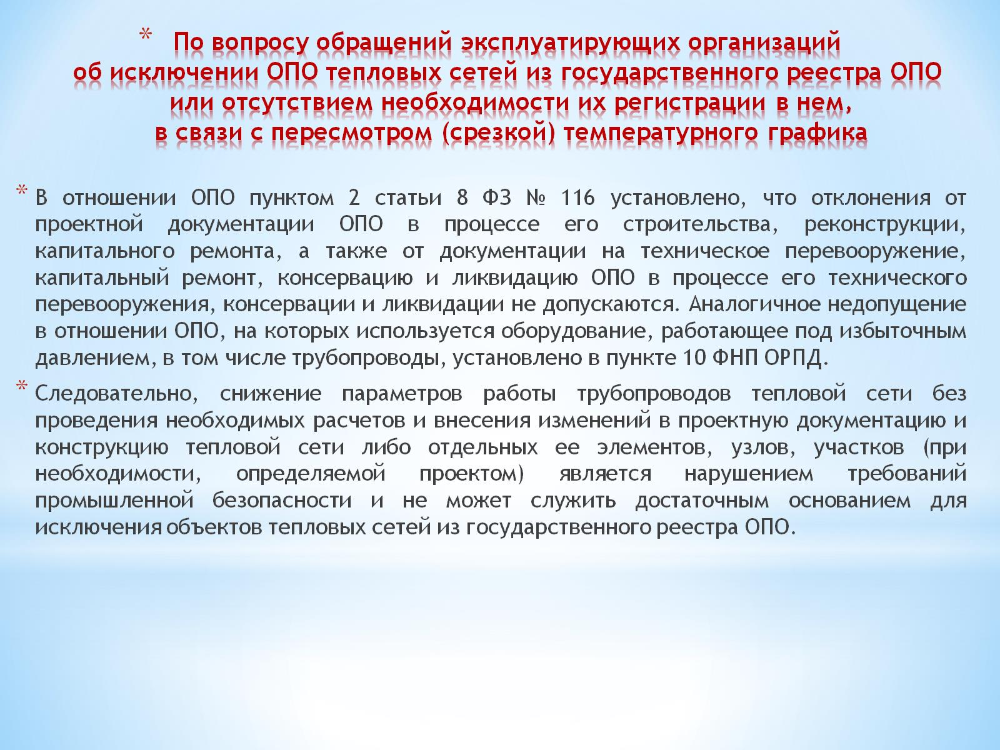 * По вопросу обращений эксплуатирующих организаций
об исключении ОПО тепловых сетей из государственного реестра ОПО
или отсутствием необходимости их регистрации в нем,
в связи с пересмотром (срезкой) температурного графика
* В отношении ОПО пунктом 2 статьи 8 ФЗ № 116 установлено, что отклонения от
проектной документации ОПО в процессе его строительства, реконструкции,
капитального ремонта, а также от документации на техническое перевооружение,
капитальный ремонт, консервацию и ликвидацию ОПО в процессе его технического
перевооружения, консервации и ликвидации не допускаются. Аналогичное недопущение
в отношении ОПО, на которых используется оборудование, работающее под избыточным
давлением, в том числе трубопроводы, установлено в пункте 10 ФНП ОРПД.
* Следовательно, снижение параметров работы трубопроводов тепловой сети без
проведения необходимых расчетов и внесения изменений в проектную документацию и
конструкцию тепловой сети либо отдельных ее элементов, узлов, участков (при
необходимости, определяемой проектом) является нарушением требований
промышленной безопасности и не может служить достаточным основанием для
исключения объектов тепловых сетей из государственного реестра ОПО.